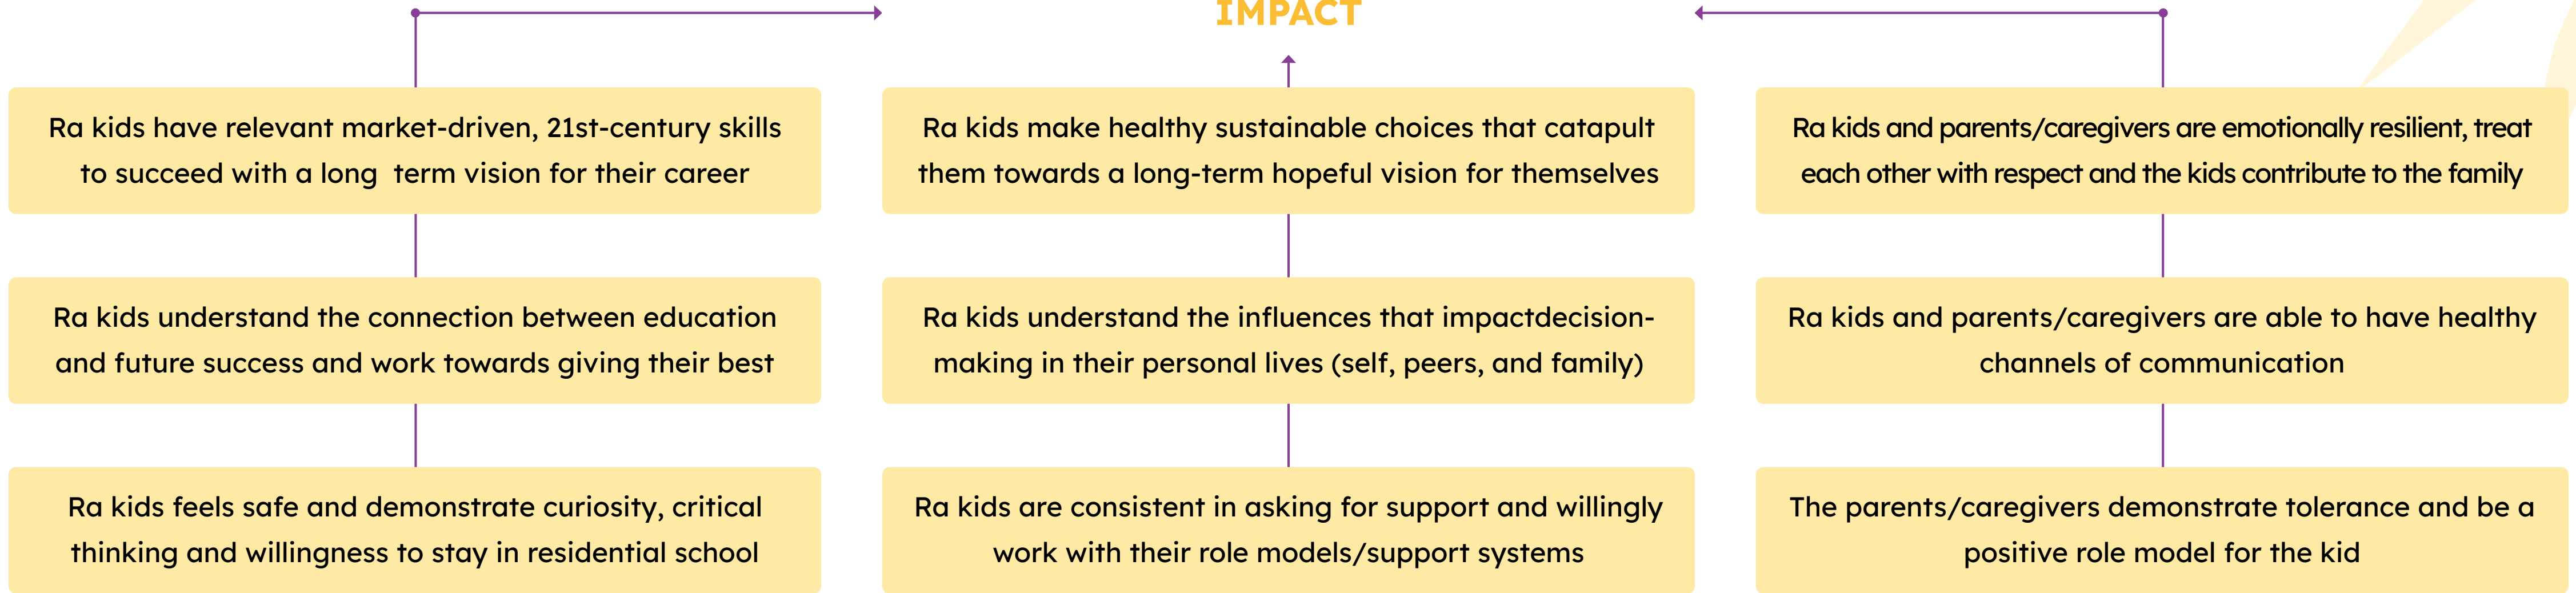 IMPACT
Ra kids have relevant market-driven, 21st-century skills
to succeed with a long  term vision for their career
Ra kids make healthy sustainable choices that catapult
them towards a long-term hopeful vision for themselves
Ra kids and parents/caregivers are emotionally resilient, treat
each other with respect and the kids contribute to the family
Ra kids understand the connection between education
and future success and work towards giving their best
Ra kids understand the influences that impactdecision-
making in their personal lives (self, peers, and family)
Ra kids and parents/caregivers are able to have healthy
channels of communication
Ra kids feels safe and demonstrate curiosity, critical
thinking and willingness to stay in residential school
Ra kids are consistent in asking for support and willingly
work with their role models/support systems
The parents/caregivers demonstrate tolerance and be a
positive role model for the kid